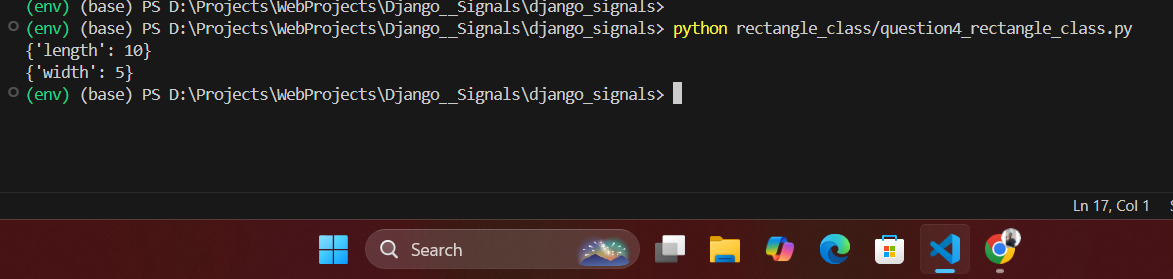 (env) (base) PS D:\Projects\WebProjects\Django__Signals\django_signals>
(env) (base) PS D:\Projects\WebProjects\Django__Signals\django_signals> python rectangle_class/question4_rectangle_class.py
{'length': 10}
{'width': 5}
(env) (base) PS D:\Projects\WebProjects\Django__Signals\django_signals>
Ln 17, Col 1
Search